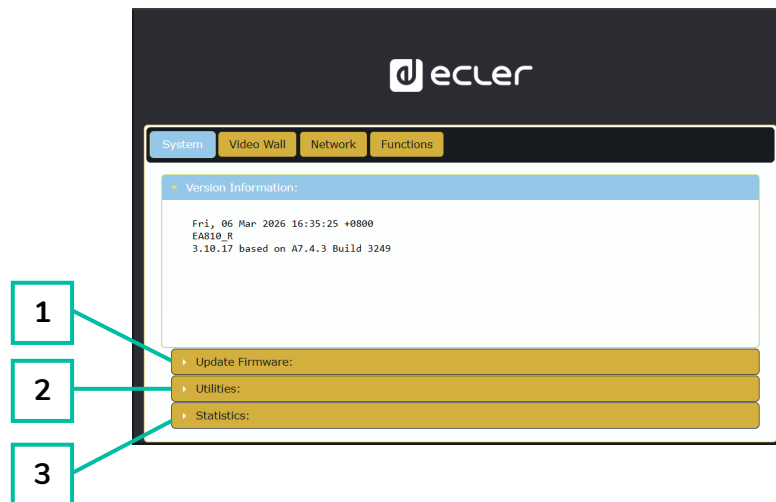 ecler
System Video Wall Network Functions
Version Information:
Fri, 06 Mar 2026 16:35:25 +0800
EA810_R
3.10.17 based on A7.4.3 Build 3249
1
Update Firmware:
2
Utilities:
Statistics:
3